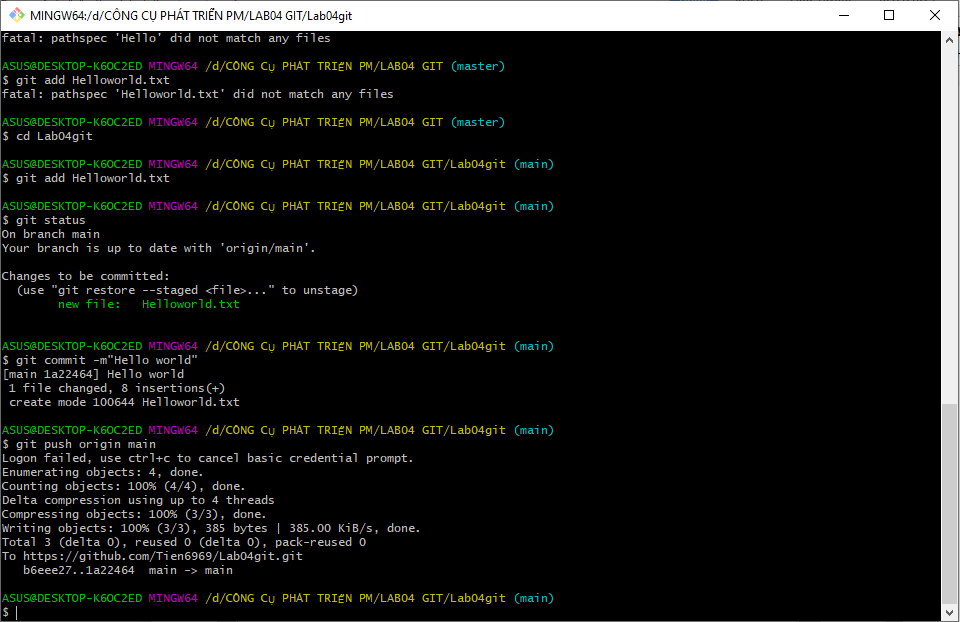 MINGW64:/d/CÔNG CỤ PHÁT TRIỂN PM/LAB04 GIT/Lab04git
fatal: pathspec 'Hello' did not match any files
ASUS@DESKTOP-K6OC2ED MINGW64 /d/CÔNG CỤ PHÁT TRIỂN PM/LAB04 GIT (master)
$ git add Helloworld.txt
fatal: pathspec 'Helloworld.txt' did not match any files
ASUS@DESKTOP-K6OC2ED MINGW64 /d/CÔNG CỤ PHÁT TRIỂN PM/LAB04 GIT (master)
$ cd Lab04git
ASUS@DESKTOP-K6OC2ED MINGW64 /d/CÔNG CỤ PHÁT TRIỂN PM/LAB04 GIT/Lab04git (main)
$ git add Helloworld.txt
ASUS@DESKTOP-K6OC2ED MINGW64 /d/CÔNG CỤ PHÁT TRIỂN PM/LAB04 GIT/Lab04git (main)
$ git status
On branch main
Your branch is up to date with 'origin/main'.
Changes to be committed:
  (use "git restore --staged <file>..." to unstage)
        new file:   Helloworld.txt
ASUS@DESKTOP-K6OC2ED MINGW64 /d/CÔNG CỤ PHÁT TRIỂN PM/LAB04 GIT/Lab04git (main)
$ git commit -m"Hello world"
[main 1a22464] Hello world
 1 file changed, 8 insertions(+)
 create mode 100644 Helloworld.txt
ASUS@DESKTOP-K6OC2ED MINGW64 /d/CÔNG CỤ PHÁT TRIỂN PM/LAB04 GIT/Lab04git (main)
$ git push origin main
Logon failed, use ctrl+c to cancel basic credential prompt.
Enumerating objects: 4, done.
Counting objects: 100% (4/4), done.
Delta compression using up to 4 threads
Compressing objects: 100% (3/3), done.
Writing objects: 100% (3/3), 385 bytes | 385.00 KiB/s, done.
Total 3 (delta 0), reused 0 (delta 0), pack-reused 0
To https://github.com/Tien6969/Lab04git.git
   b6eee27..1a22464  main -> main
ASUS@DESKTOP-K6OC2ED MINGW64 /d/CÔNG CỤ PHÁT TRIỂN PM/LAB04 GIT/Lab04git (main)
$